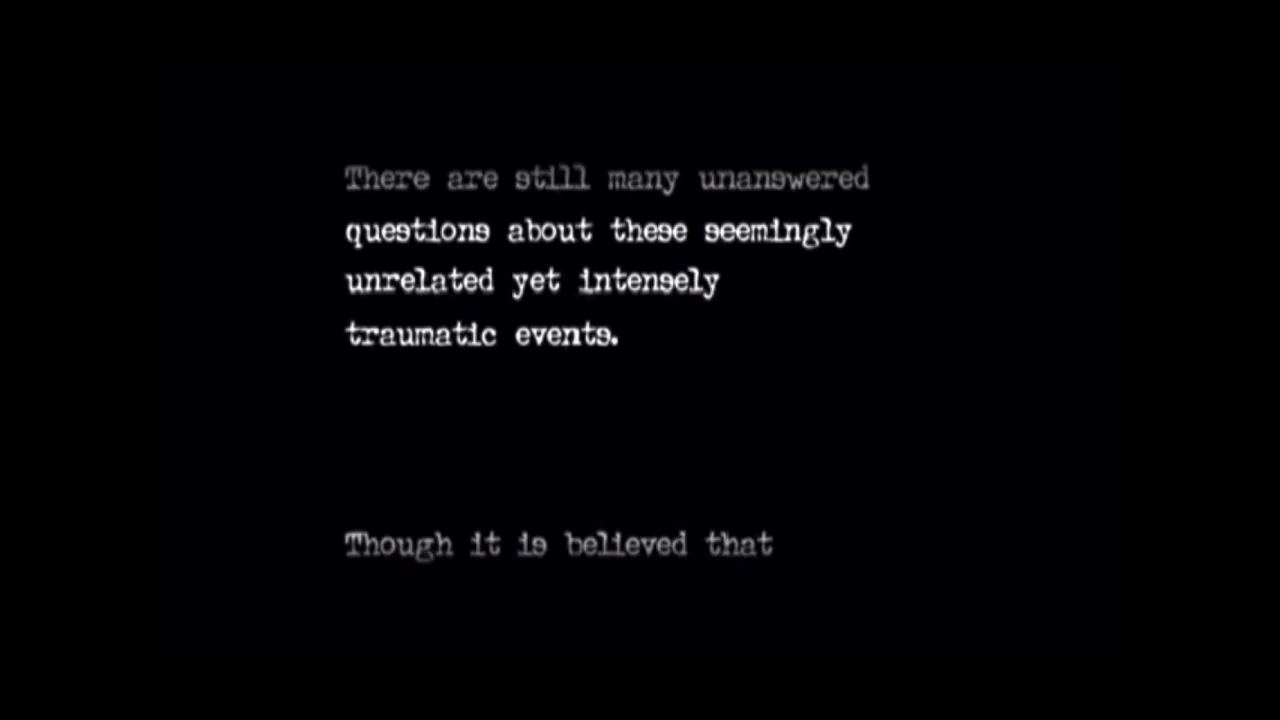 There are still many unanswered
questions about these seemingly
unrelated yet intensely
traumatic events.
Though it is believed that